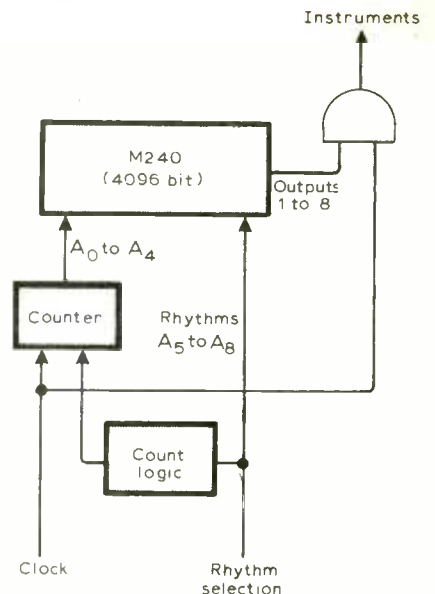 Instruments
M240
(4096 bit)
Outputs
1 to 8
A0 to A4
Counter
Rhythms
A5 to A8
Count
logic
Clock
Rhythm
selection